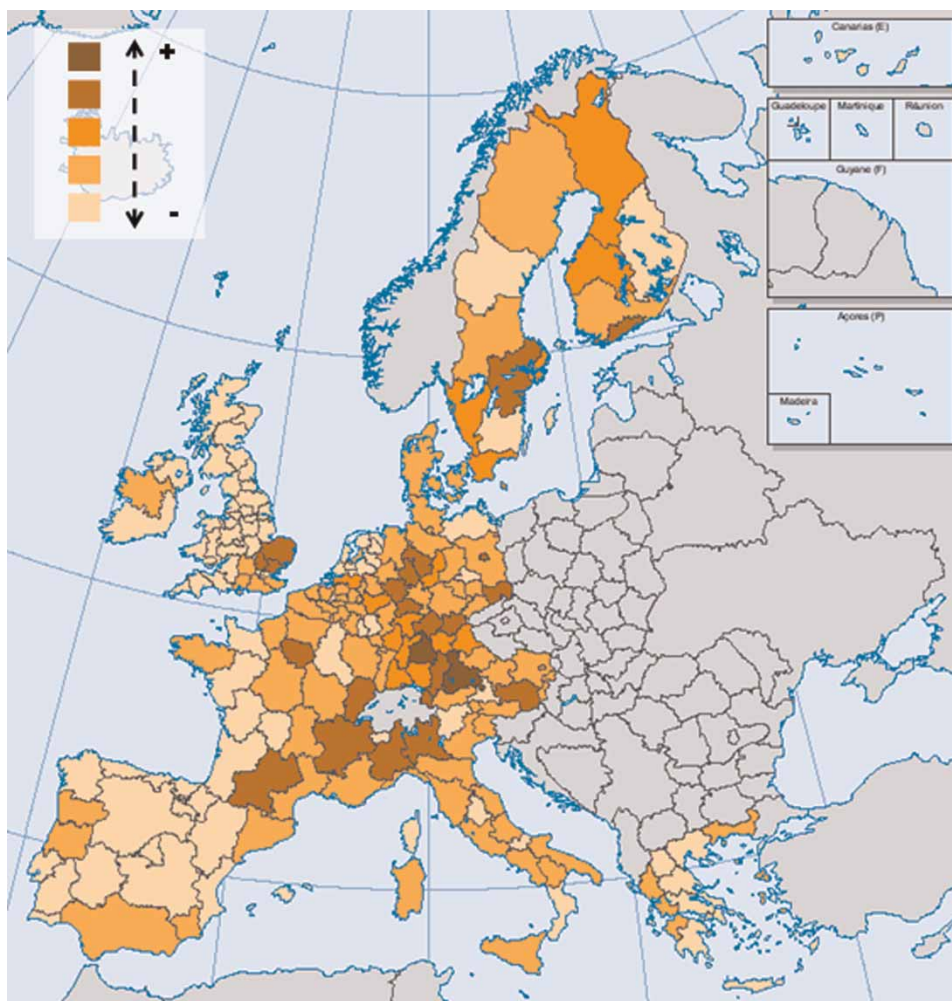 +
-
Canarias (E)
Guadeloupe
Martinique
Réunion
Guyane (F)
Açores (P)
Madeira